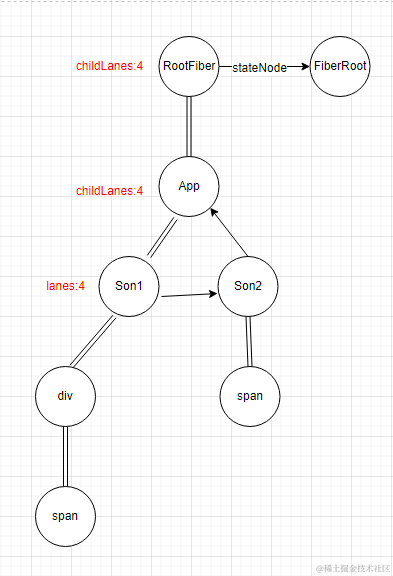 childLanes:4
RootFiber
stateNode
FiberRoot
childLanes:4
App
lanes:4
Son1
Son2
div
span
span
@稀土掘金技术社区